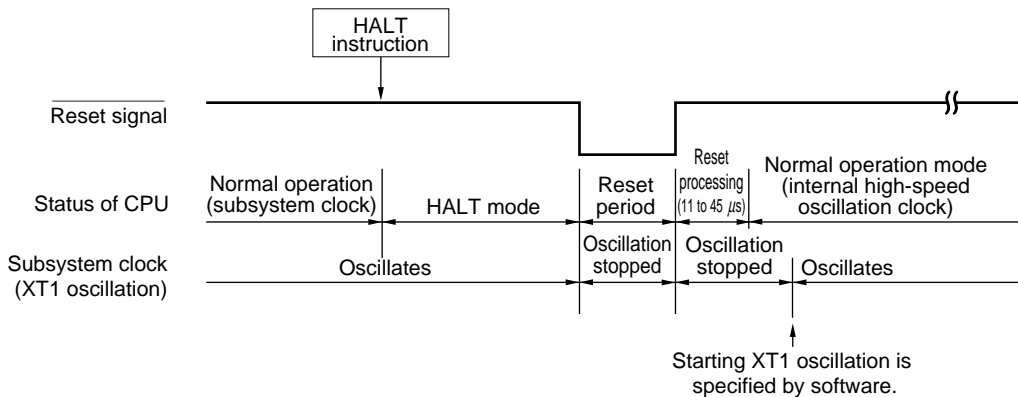 HALT
instruction
Reset signal
Status of CPU
Normal operation
(subsystem clock)
HALT mode
Reset
period
Reset
processing
(11 to 45 μs)
Normal operation mode
(internal high-speed
oscillation clock)
Subsystem clock
(XT1 oscillation)
Oscillates
Oscillation
stopped
Oscillation
stopped
Oscillates
Starting XT1 oscillation is
specified by software.